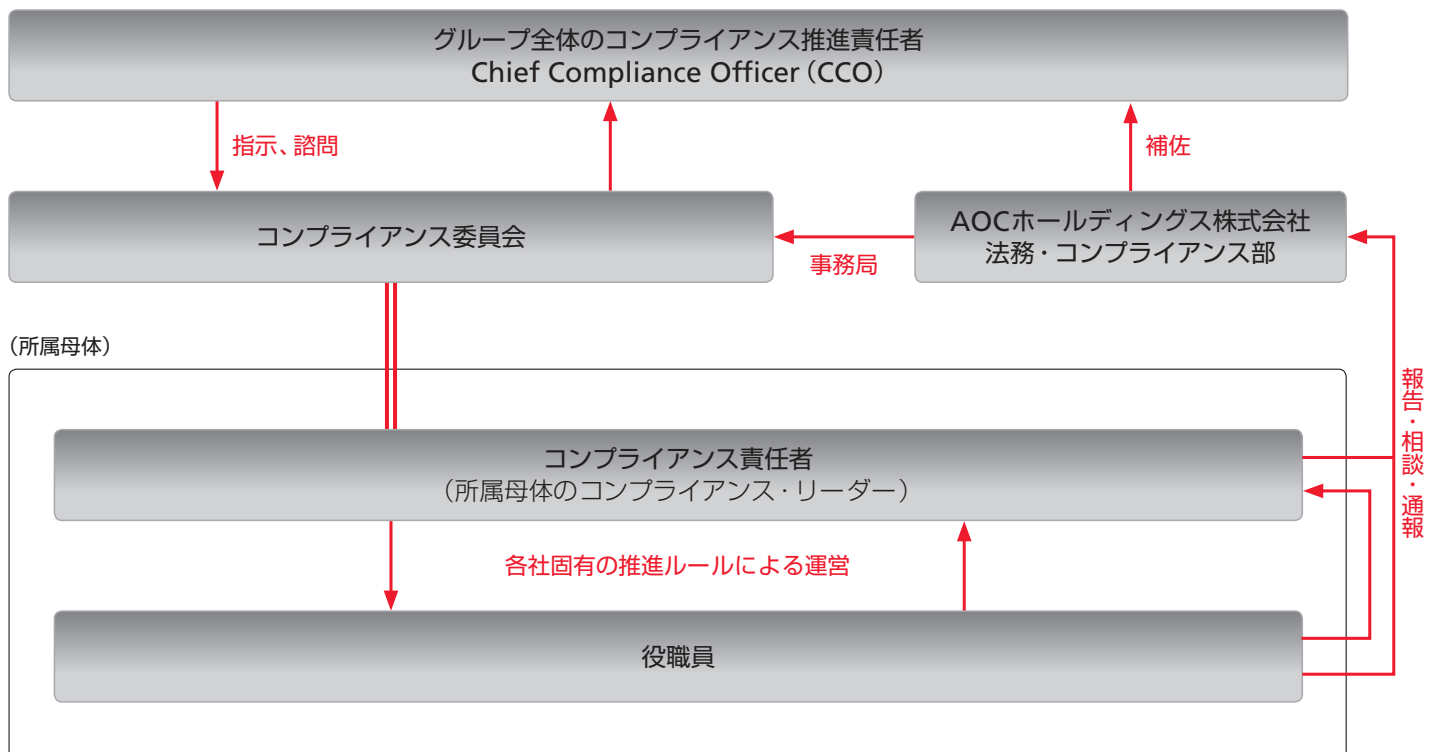 グループ全体のコンプライアンス推進責任者
Chief Compliance Officer（CCO）
指示、諮問
補佐
コンプライアンス委員会
事務局
AOCホールディングス株式会社
法務・コンプライアンス部
（所属母体）
報告・相談・通報
コンプライアンス責任者
（所属母体のコンプライアンス・リーダー）
各社固有の推進ルールによる運営
役職員